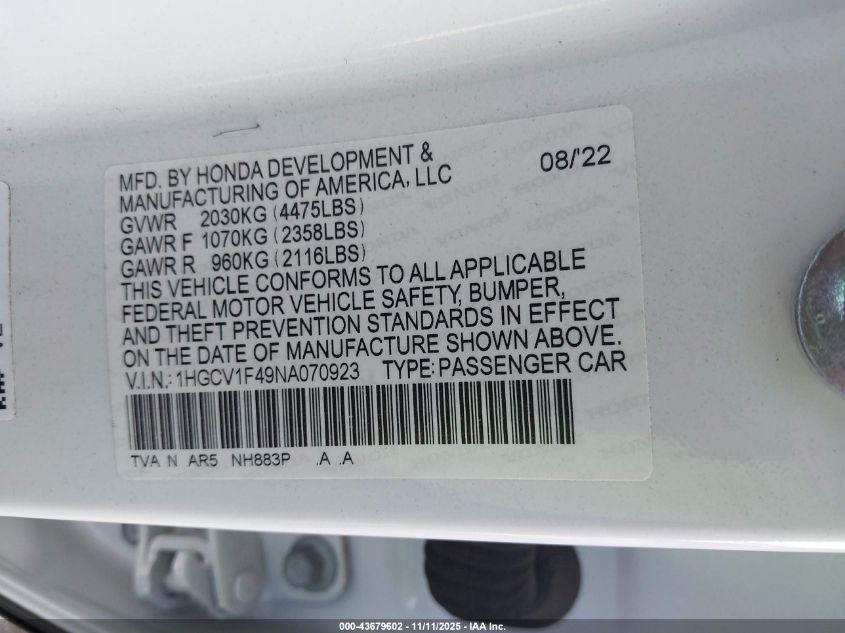 MFD. BY HONDA DEVELOPMENT &
MANUFACTURING OF AMERICA, LLC 08/'22
GVWR 2030KG (4475LBS)
GAWR F 1070KG (2358LBS)
GAWR R 960KG (2116LBS)
THIS VEHICLE CONFORMS TO ALL APPLICABLE
FEDERAL MOTOR VEHICLE SAFETY, BUMPER,
AND THEFT PREVENTION STANDARDS IN EFFECT
ON THE DATE OF MANUFACTURE SHOWN ABOVE.
V.I.N.: 1HGCV1F49NA070923 TYPE: PASSENGER CAR
TVA N AR5 NH883P .A .A
000-43679602 - 11/11/2025 - IAA Inc.